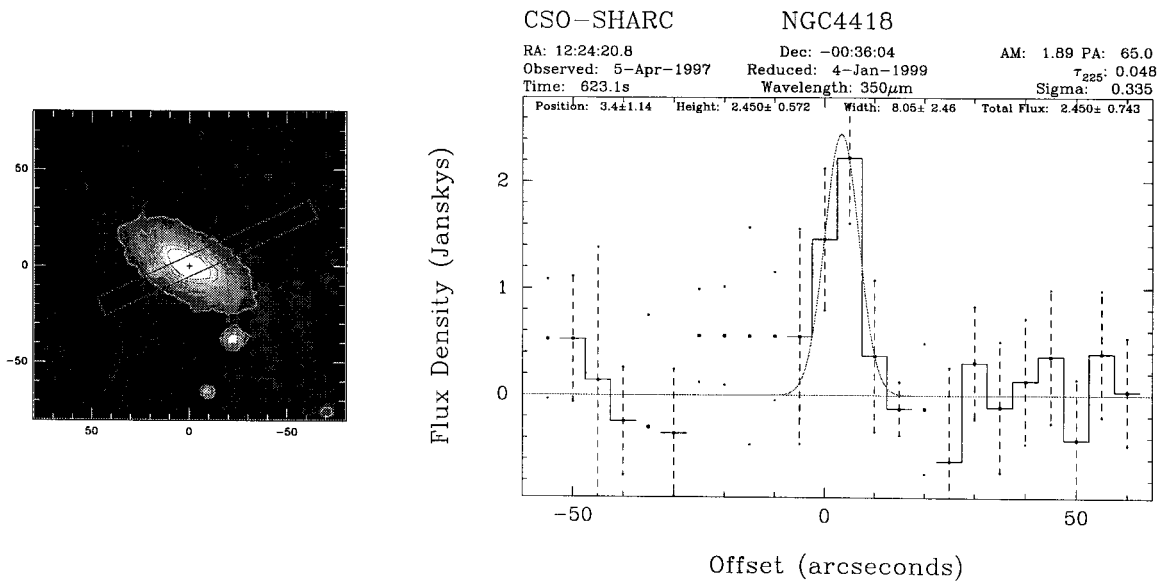 CSO-SHARC NGC4418
RA: 12:24:20.8 Dec: -00:36:04 AM: 1.89 PA: 65.0
Observed: 5-Apr-1997 Reduced: 4-Jan-1999 τ225: 0.048
Time: 623.1s Wavelength: 350μm Sigma: 0.335
Position: 3.4±1.14 Height: 2.450± 0.572 Width: 8.05± 2.46 Total Flux: 2.450± 0.743
50
0
-50
50 0 -50
Flux Density (Janskys)
2
1
0
-50 0 50
Offset (arcseconds)